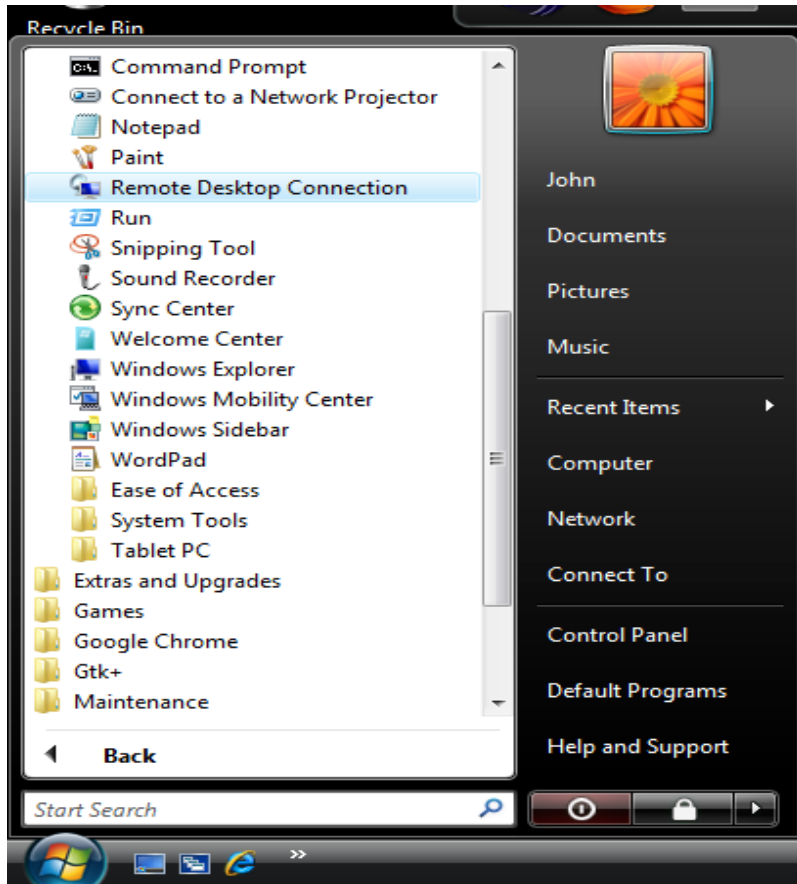 Recycle Bin
Command Prompt
Connect to a Network Projector
Notepad
Paint
Remote Desktop Connection
Run
Snipping Tool
Sound Recorder
Sync Center
Welcome Center
Windows Explorer
Windows Mobility Center
Windows Sidebar
WordPad
Ease of Access
System Tools
Tablet PC
Extras and Upgrades
Games
Google Chrome
Gtk+
Maintenance
Back
Start Search
John
Documents
Pictures
Music
Recent Items
Computer
Network
Connect To
Control Panel
Default Programs
Help and Support